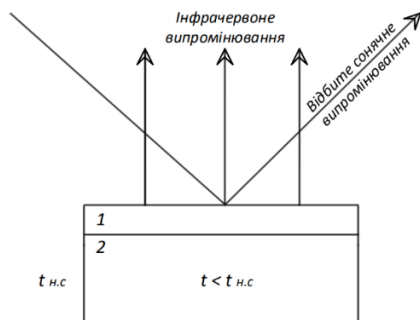 Інфрачервоне
випромінювання
Відбите сонячне
випромінювання
1
2
t н.с
t < t н.с